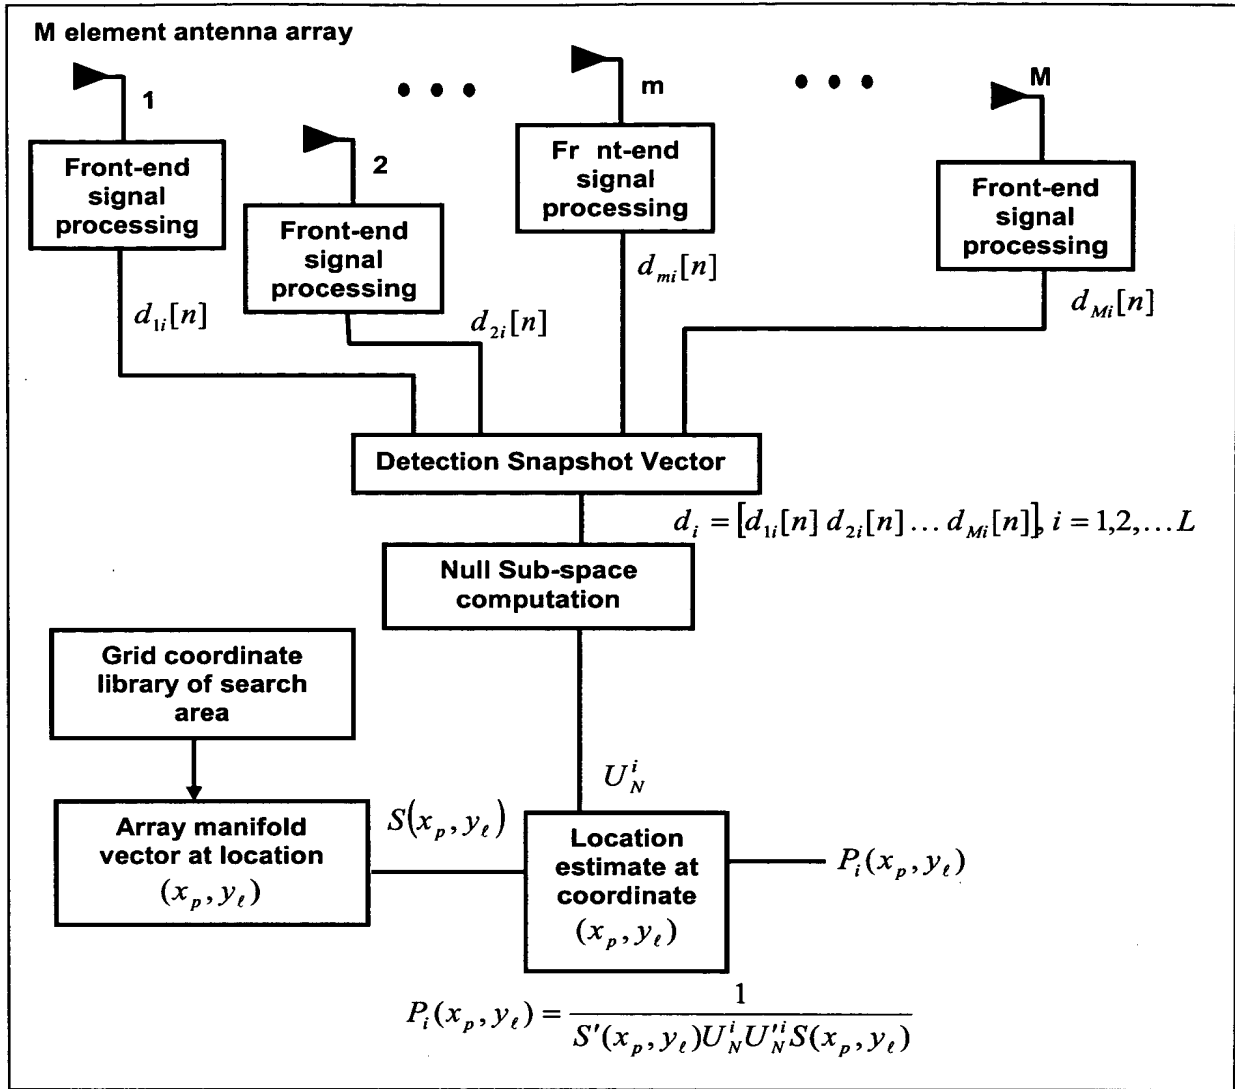 M element antenna array
1
2
m
M
Front-end
signal
processing
Front-end
signal
processing
Fr nt-end
signal
processing
Front-end
signal
processing
d_{1i}[n]
d_{2i}[n]
d_{mi}[n]
d_{Mi}[n]
Detection Snapshot Vector
d_i = [d_{1i}[n] d_{2i}[n] … d_{Mi}[n]], i = 1,2,…L
Null Sub-space
computation
Grid coordinate
library of search
area
U_N^i
Array manifold
vector at location
(x_p, y_ℓ)
S(x_p, y_ℓ)
Location
estimate at
coordinate
(x_p, y_ℓ)
P_i(x_p, y_ℓ)
P_i(x_p, y_ℓ) = 1 / S′(x_p, y_ℓ)U_N^i U′_N^i S(x_p, y_ℓ)